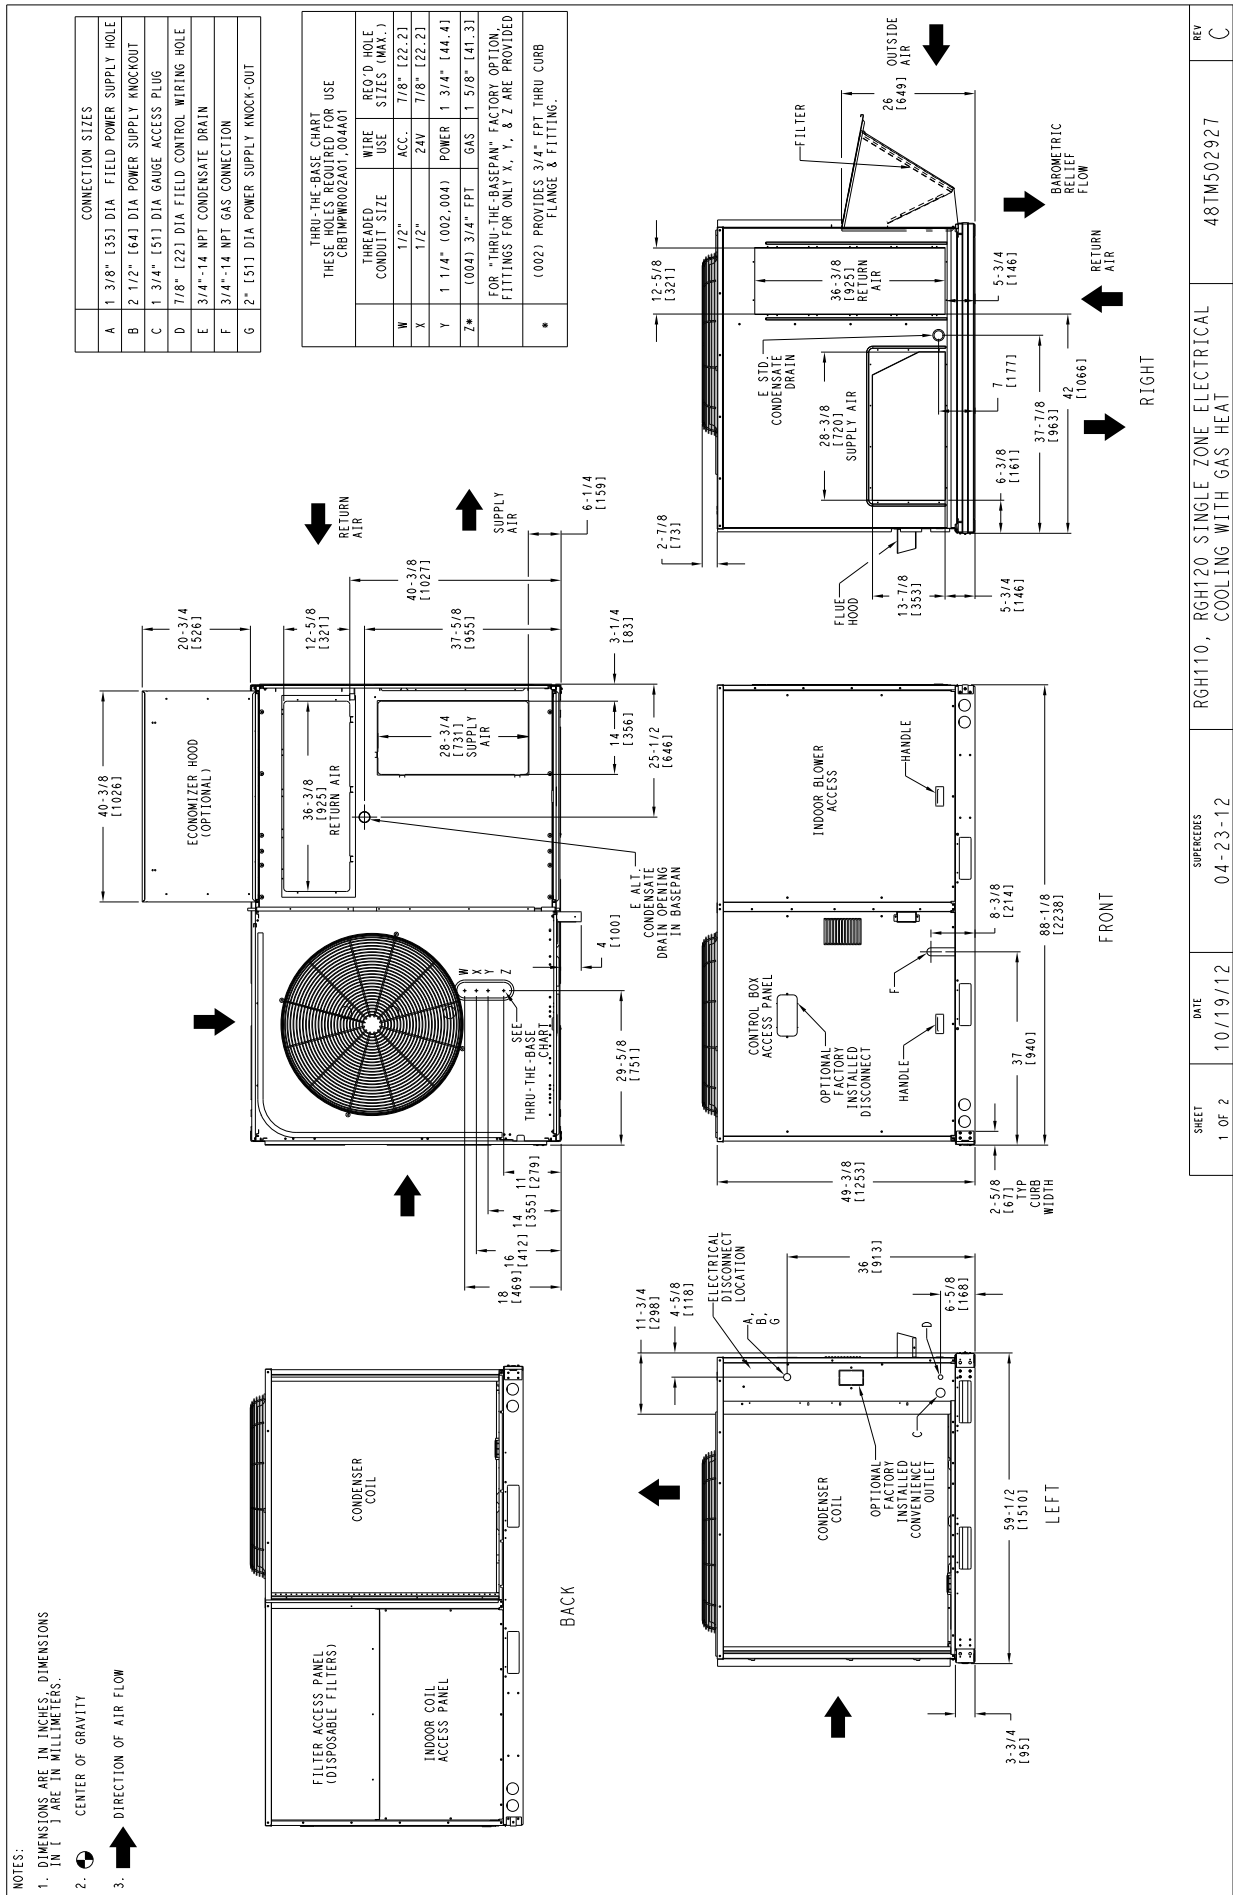 NOTES:
1. DIMENSIONS ARE IN INCHES, DIMENSIONS
IN [ ] ARE IN MILLIMETERS.
2. CENTER OF GRAVITY
3. DIRECTION OF AIR FLOW
CONNECTION SIZES
A 1 3/8" [35] DIA FIELD POWER SUPPLY HOLE
B 2 1/2" [64] DIA POWER SUPPLY KNOCKOUT
C 1 3/4" [51] DIA GAUGE ACCESS PLUG
D 7/8" [22] DIA FIELD CONTROL WIRING HOLE
E 3/4"-14 NPT CONDENSATE DRAIN
F 3/4"-14 NPT GAS CONNECTION
G 2" [51] DIA POWER SUPPLY KNOCK-OUT
THRU-THE-BASE CHART
THESE HOLES REQUIRED FOR USE
CRBTMPWR002A01,004A01
THREADED CONDUIT SIZE WIRE USE REQ'D HOLE SIZES (MAX.)
W 1/2" ACC. 7/8" [22.2]
X 1/2" 24V 7/8" [22.2]
Y 1 1/4" (002,004) POWER 1 3/4" [44.4]
Z* (004) 3/4" FPT GAS 1 5/8" [41.3]
FOR "THRU-THE-BASEPAN" FACTORY OPTION,
FITTINGS FOR ONLY X, Y, & Z ARE PROVIDED
* (002) PROVIDES 3/4" FPT THRU CURB
FLANGE & FITTING.
FILTER ACCESS PANEL
(DISPOSABLE FILTERS)
INDOOR COIL
ACCESS PANEL
CONDENSER
COIL
BACK
40-3/8
[1026]
20-3/4
[526]
ECONOMIZER HOOD
(OPTIONAL)
12-5/8
[321]
40-3/8
[1027]
37-5/8
[955]
RETURN
AIR
SUPPLY
AIR
6-1/4
[159]
36-3/8
[925]
RETURN AIR
28-3/4
[731]
SUPPLY
AIR
3-1/4
[83]
14
[356]
25-1/2
[646]
E ALT.
CONDENSATE
DRAIN OPENING
IN BASEPAN
4
[100]
W
X
Y
Z
SEE
THRU-THE-BASE
CHART
29-5/8
[751]
11
[279]
14
[355]
16
[412]
18
[469]
CONDENSER
COIL
OPTIONAL
FACTORY
INSTALLED
CONVENIENCE
OUTLET
ELECTRICAL
DISCONNECT
LOCATION
A,
B,
G
D
C
11-3/4
[298]
4-5/8
[118]
36
[913]
6-5/8
[168]
59-1/2
[1510]
3-3/4
[95]
LEFT
CONTROL BOX
ACCESS PANEL
OPTIONAL
FACTORY
INSTALLED
DISCONNECT
HANDLE
F
INDOOR BLOWER
ACCESS
HANDLE
49-3/8
[1253]
2-5/8
[67]
TYP
CURB
WIDTH
37
[940]
8-3/8
[214]
88-1/8
[2238]
FRONT
2-7/8
[73]
12-5/8
[321]
E STD.
CONDENSATE
DRAIN
28-3/8
[720]
SUPPLY AIR
36-3/8
[925]
RETURN
AIR
FILTER
26
[649]
OUTSIDE
AIR
BAROMETRIC
RELIEF
FLOW
RETURN
AIR
FLUE
HOOD
13-7/8
[353]
5-3/4
[146]
6-3/8
[161]
7
[177]
37-7/8
[963]
42
[1066]
5-3/4
[146]
RIGHT
SHEET
1 OF 2
DATE
10/19/12
SUPERCEDES
04-23-12
RGH110, RGH120 SINGLE ZONE ELECTRICAL
COOLING WITH GAS HEAT
48TM502927
REV
C